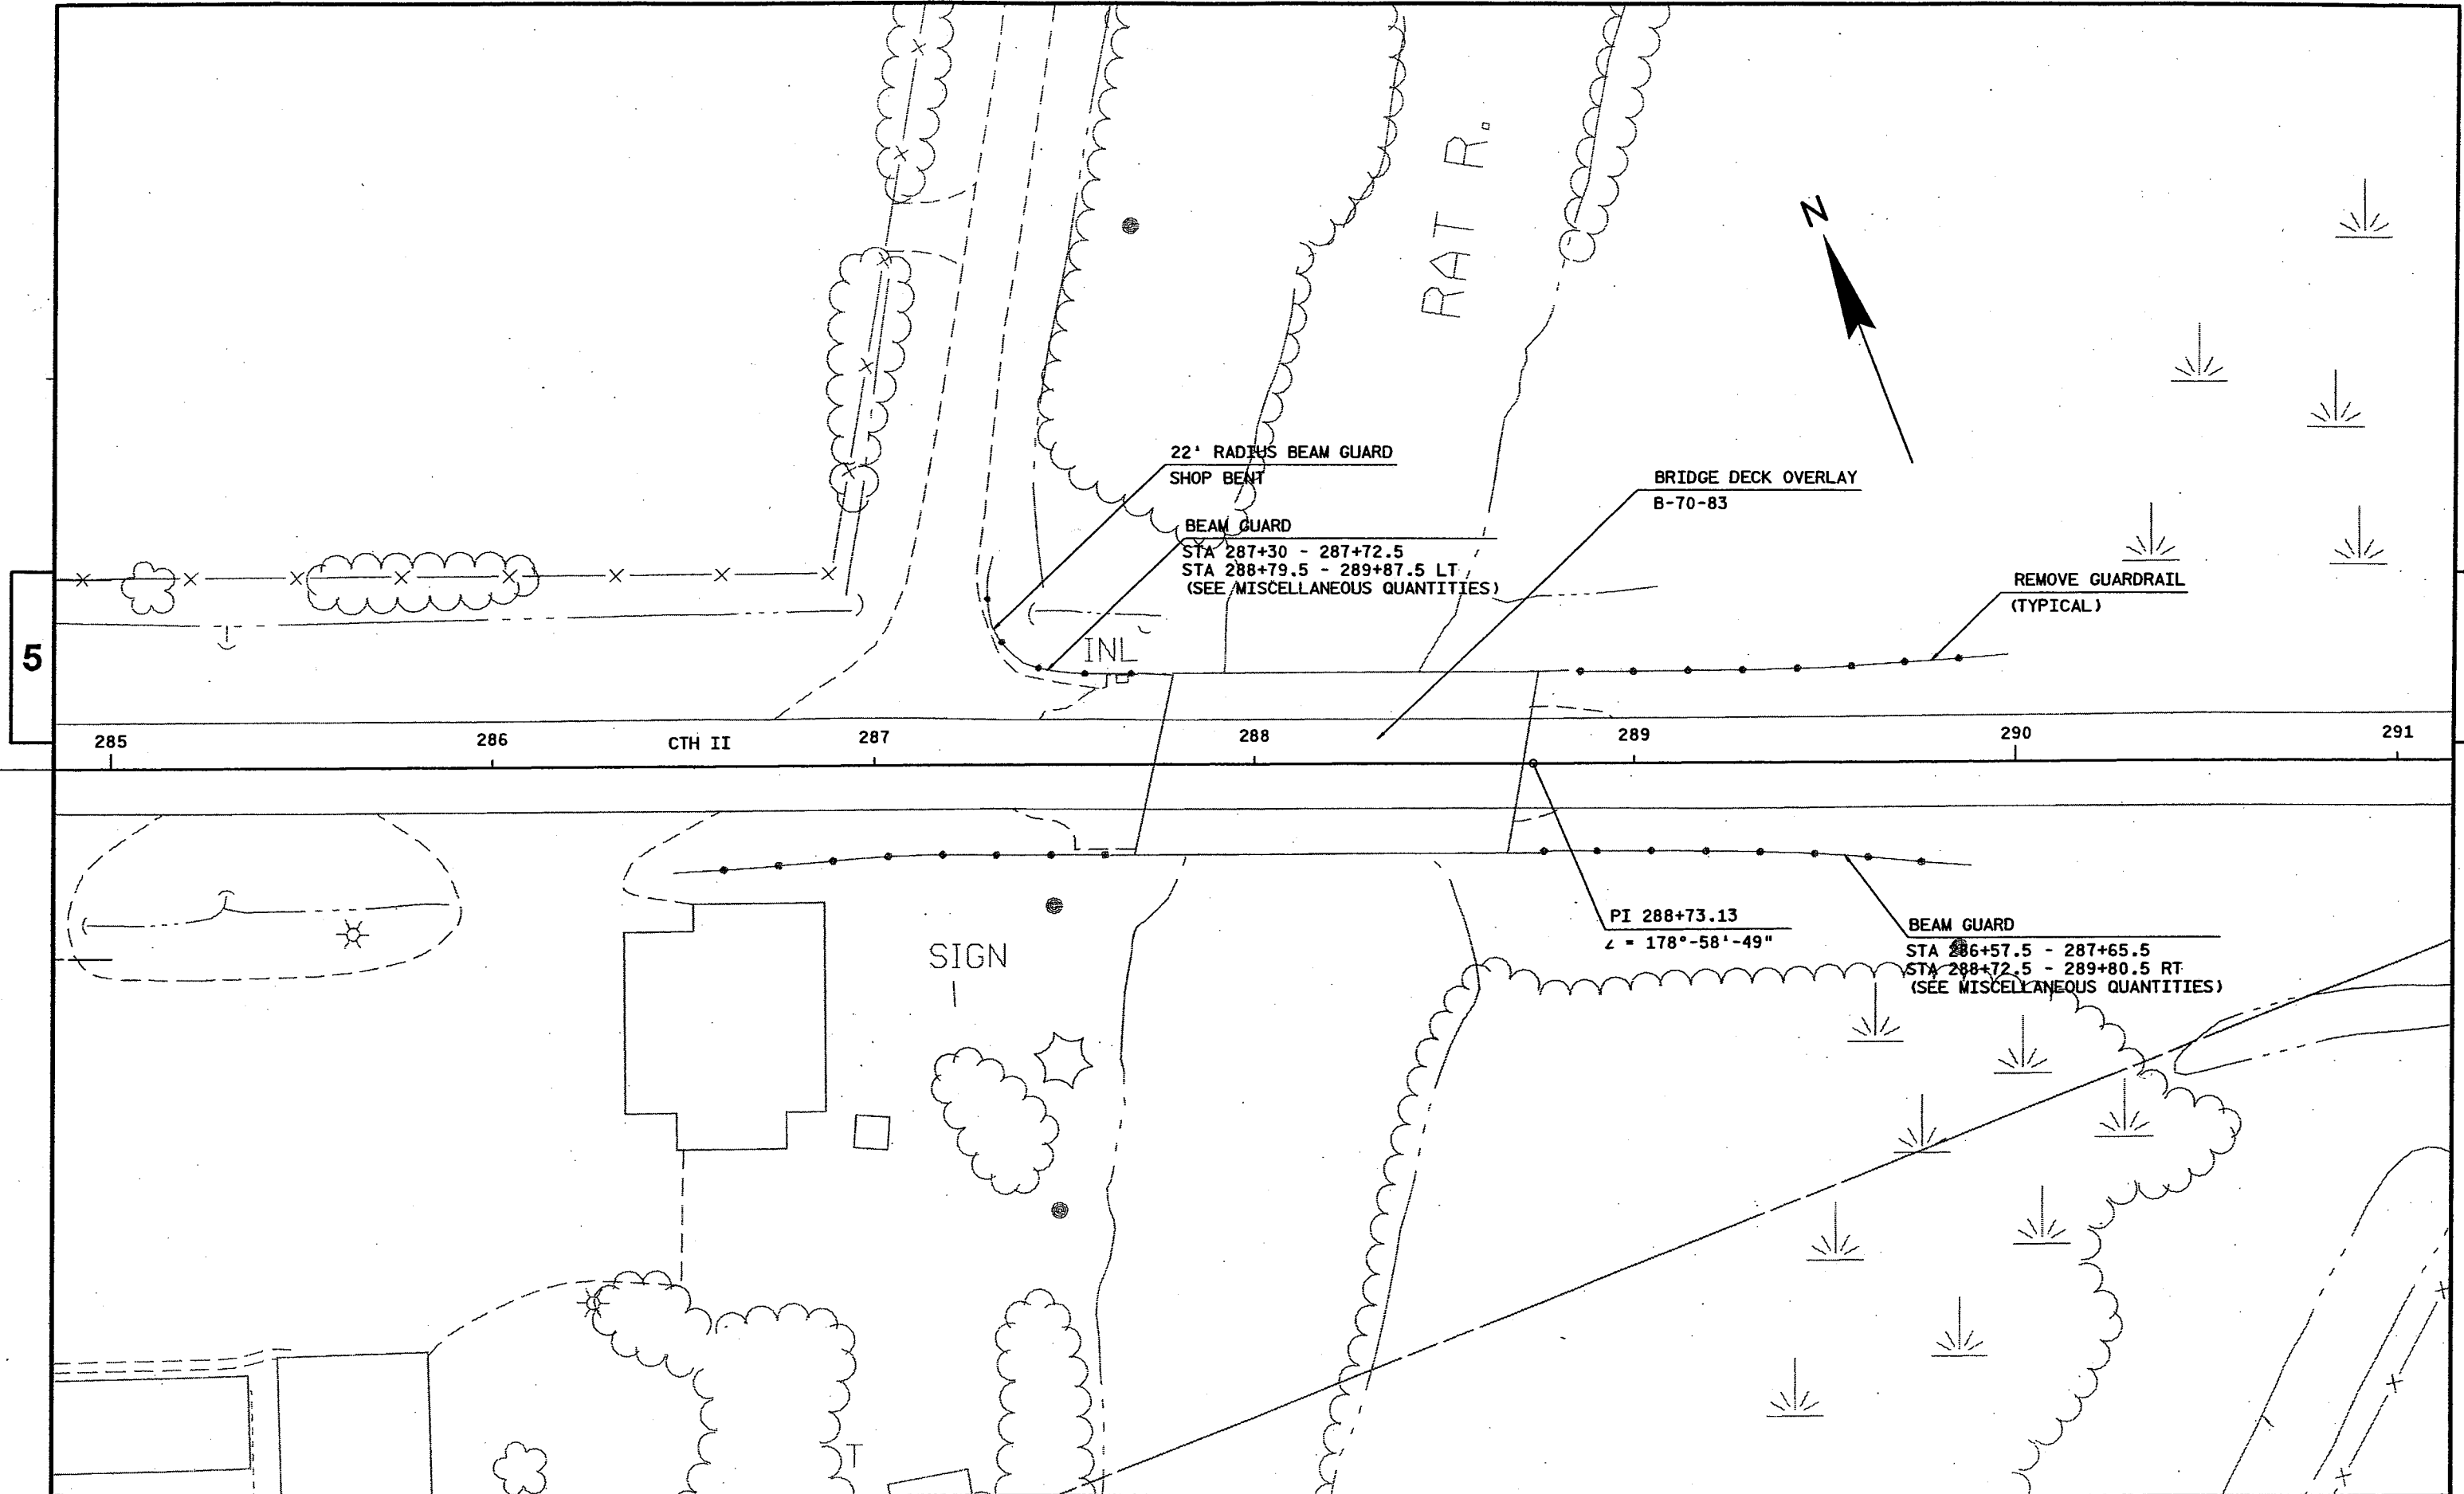 N
RAT R.
22' RADIUS BEAM GUARD
SHOP BENT
BRIDGE DECK OVERLAY
B-70-83
BEAM GUARD
STA 287+30 - 287+72.5
STA 288+79.5 - 289+87.5 LT
(SEE MISCELLANEOUS QUANTITIES)
REMOVE GUARDRAIL
(TYPICAL)
INL
5
285 286 CTH II 287 288 289 290 291
PI 288+73.13
∠ = 178°-58'-49"
BEAM GUARD
STA 286+57.5 - 287+65.5
STA 288+72.5 - 289+80.5 RT
(SEE MISCELLANEOUS QUANTITIES)
SIGN
T